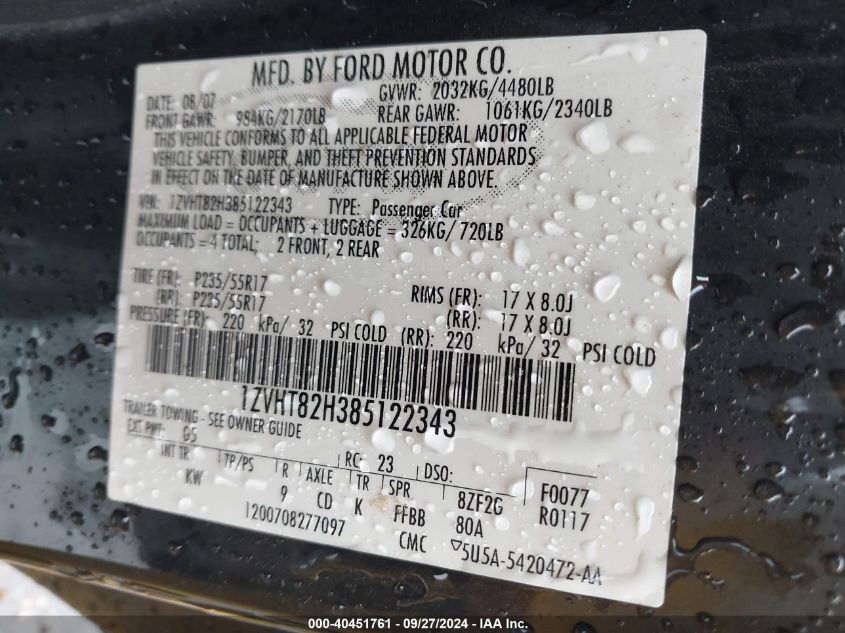 MFD. BY FORD MOTOR CO.
DATE: 08/07 GVWR: 2032KG/4480LB
FRONT GAWR: 984KG/2170LB REAR GAWR: 1061KG/2340LB
THIS VEHICLE CONFORMS TO ALL APPLICABLE FEDERAL MOTOR
VEHICLE SAFETY, BUMPER, AND THEFT PREVENTION STANDARDS
IN EFFECT ON THE DATE OF MANUFACTURE SHOWN ABOVE.
VIN: 1ZVHT82H385122343 TYPE: Passenger Car
MAXIMUM LOAD = OCCUPANTS + LUGGAGE = 326KG/720LB
OCCUPANTS = 4 TOTAL: 2 FRONT, 2 REAR
TIRE (FR): P235/55R17 RIMS (FR): 17 X 8.0J
(RR): P235/55R17 (RR): 17 X 8.0J
PRESSURE (FR): 220 kPa/ 32 PSI COLD (RR): 220 kPa/ 32 PSI COLD
1ZVHT82H385122343
TRAILER TOWING - SEE OWNER GUIDE
EXT PNT: G5 RC: 23 DSO: F0077
INT TR TP/PS R AXLE TR SPR 8ZF2G R0117
KW 9 CD K FFBB 80A
1200708277097 CMC ▽5U5A-5420472-AA
000-40451761 - 09/27/2024 - IAAI Inc.